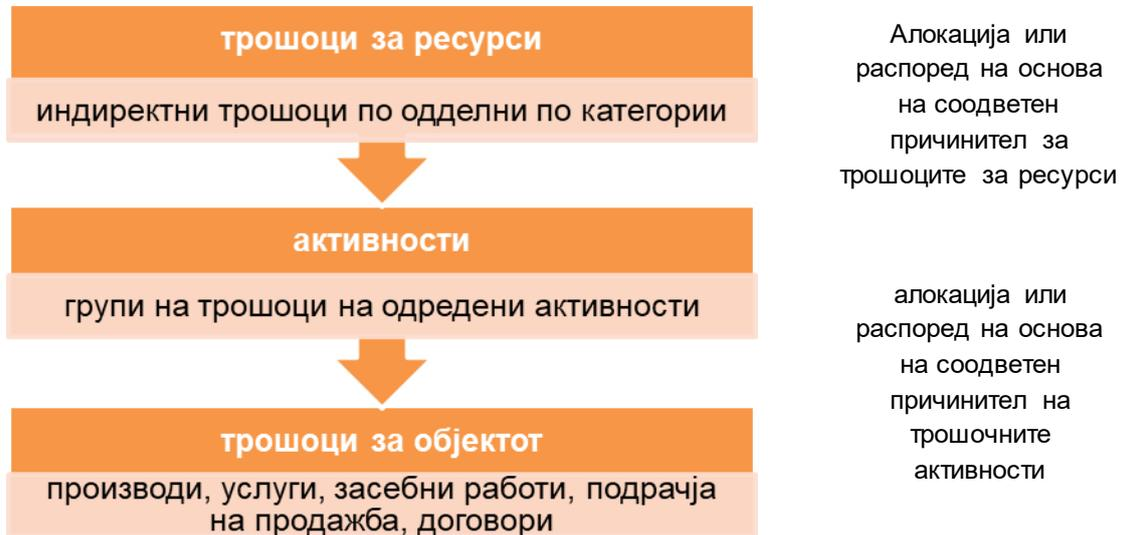 трошоци за ресурси
индиректни трошоци по одделни по категории
активности
групи на трошоци на одредени активности
трошоци за објектот
производи, услуги, засебни работи, подрачја
на продажба, договори
Алокација или
распоред на основа
на соодветен
причинител за
трошоците за ресурси
алокација или
распоред на основа
на соодветен
причинител на
трошочните
активности